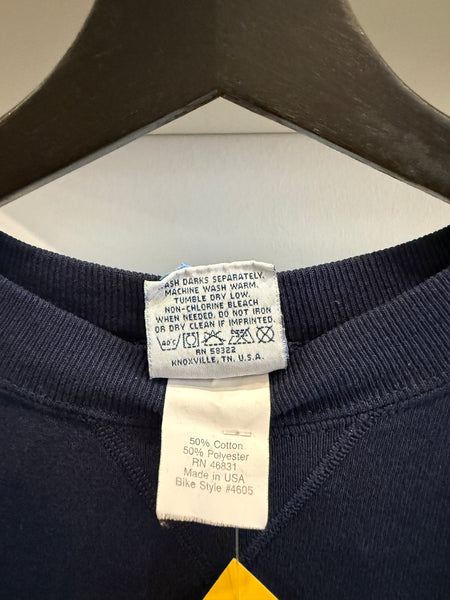 WASH DARKS SEPARATELY.
MACHINE WASH WARM.
TUMBLE DRY LOW.
NON-CHLORINE BLEACH
WHEN NEEDED. DO NOT IRON
OR DRY CLEAN IF IMPRINTED.
40°C
RN 58322
KNOXVILLE, TN. U.S.A.
50% Cotton
50% Polyester
RN 46831
Made in USA
Bike Style #4605